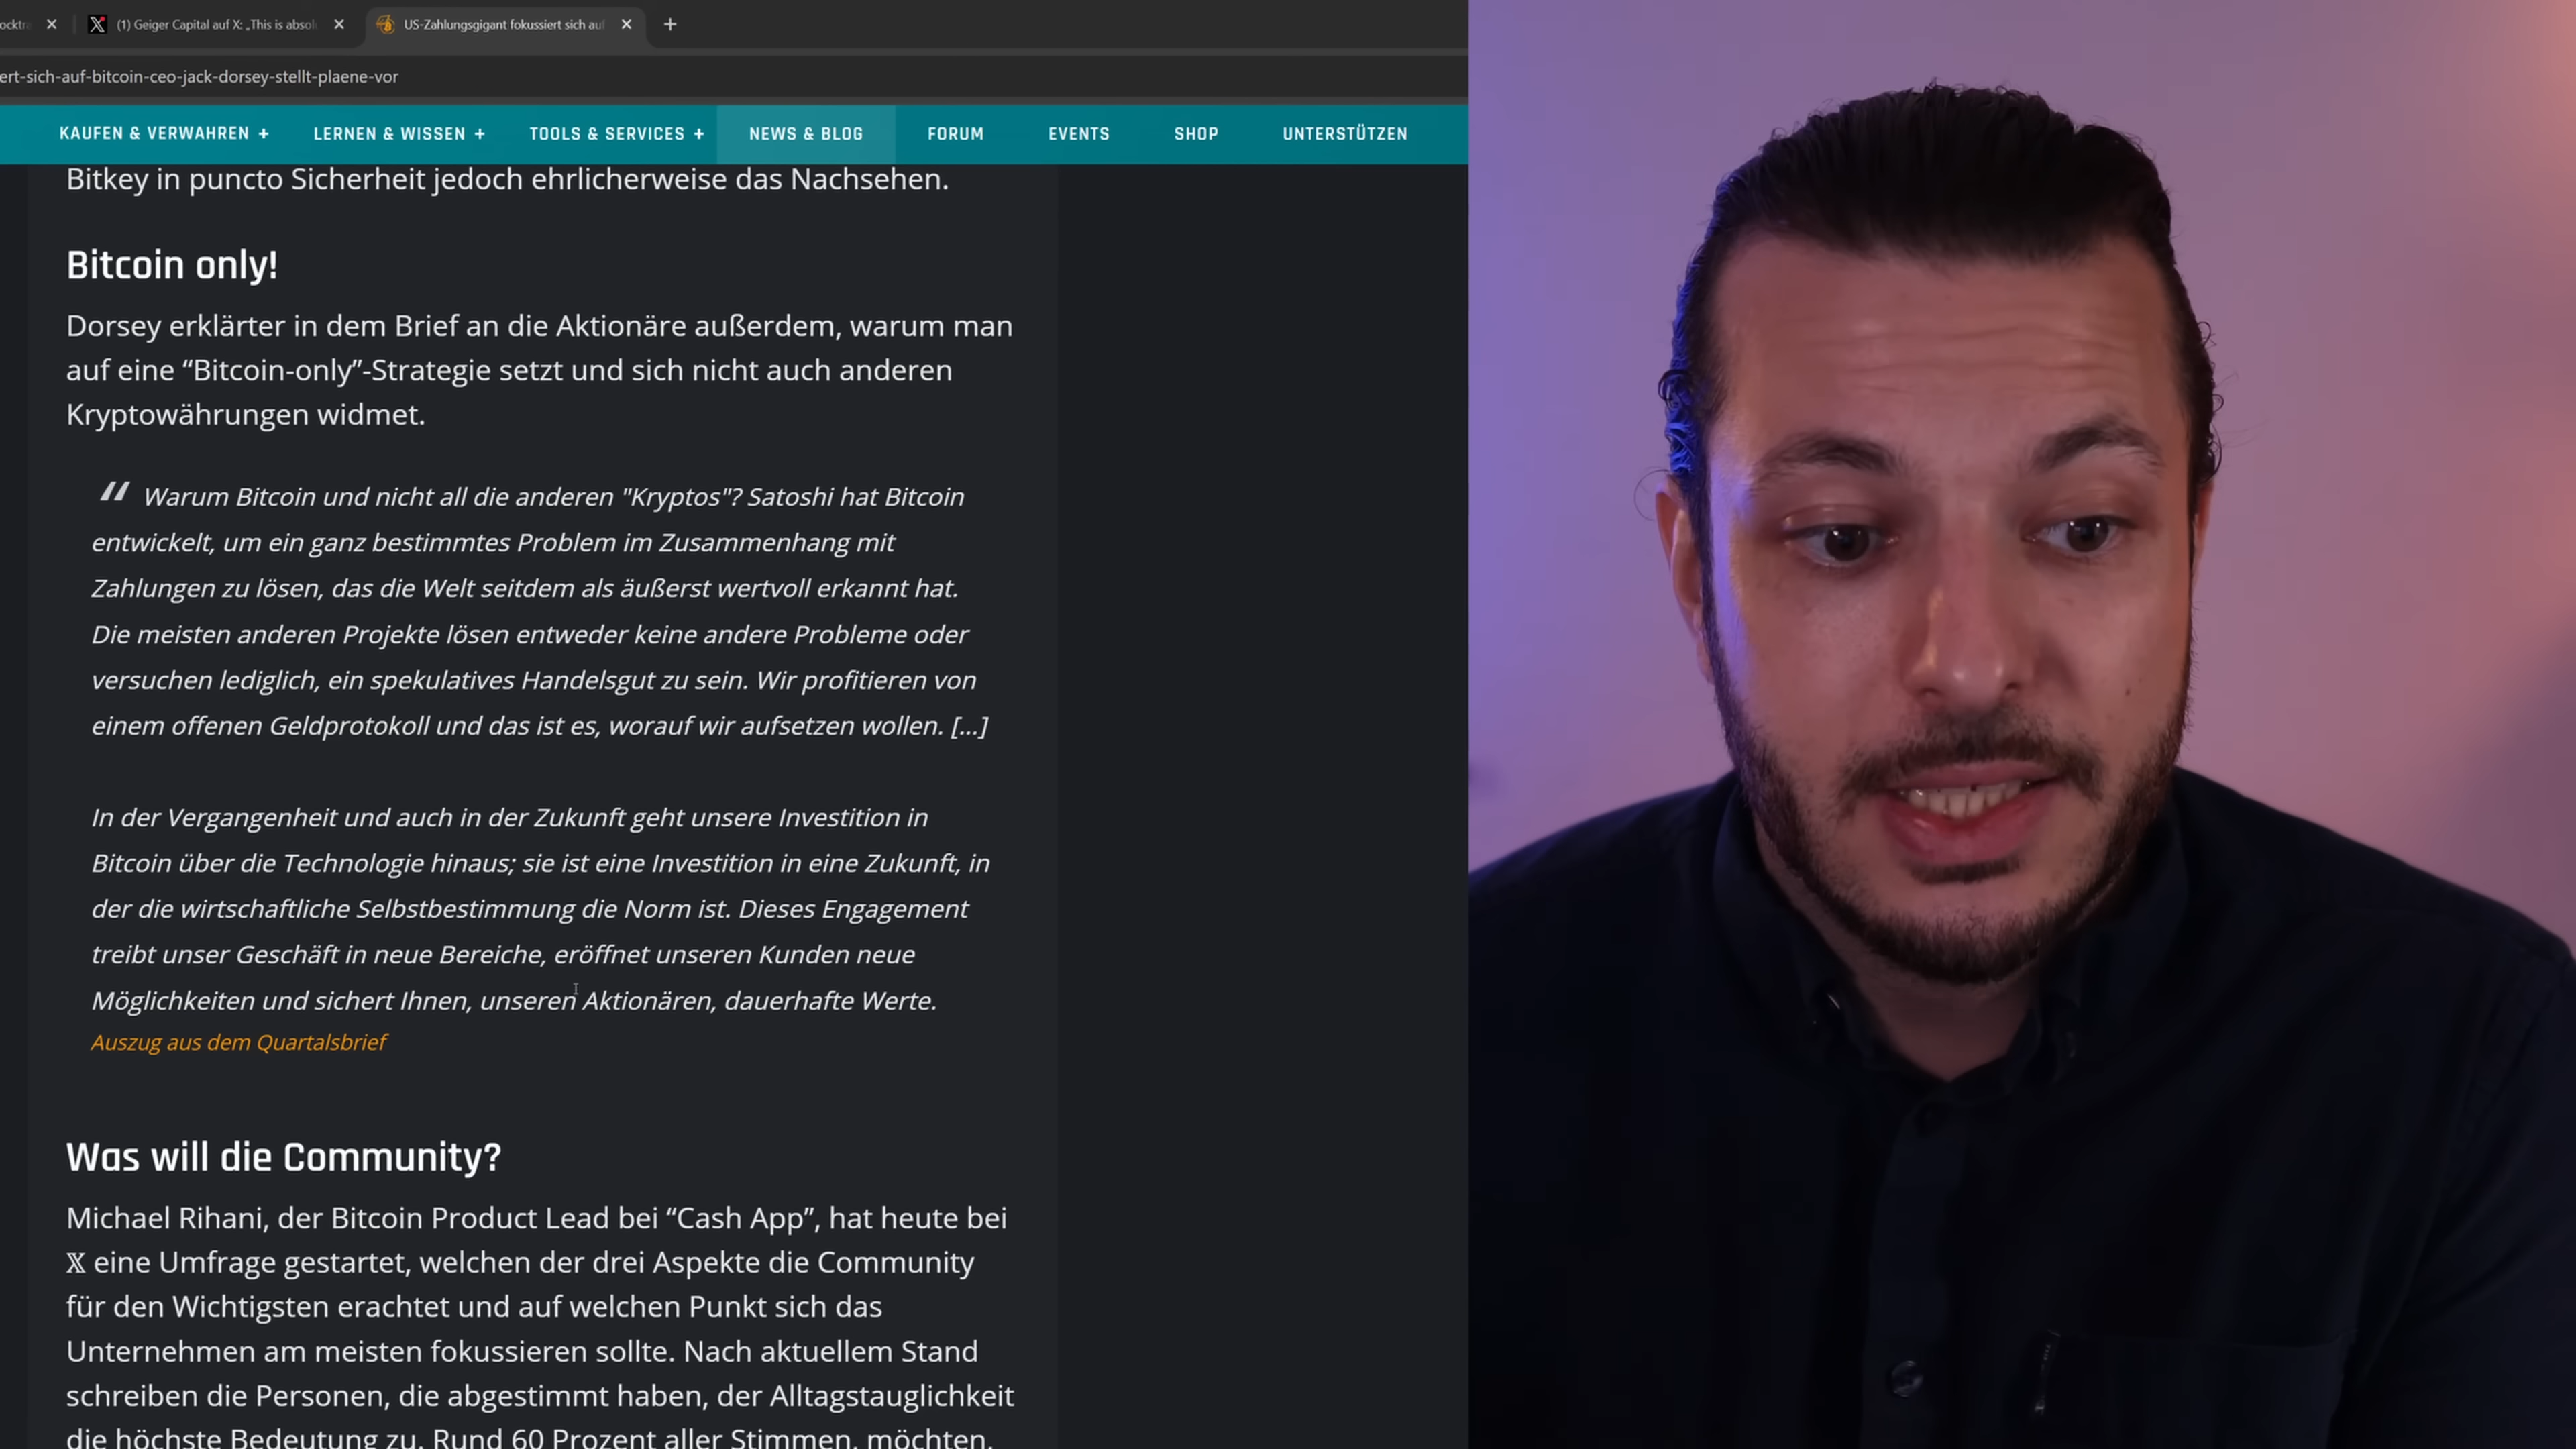 ocktra
(1) Geiger Capital auf X: „This is absol
US-Zahlungsgigant fokussiert sich auf
ert-sich-auf-bitcoin-ceo-jack-dorsey-stellt-plaene-vor
KAUFEN & VERWAHREN + LERNEN & WISSEN + TOOLS & SERVICES + NEWS & BLOG FORUM EVENTS SHOP UNTERSTÜTZEN
Bitkey in puncto Sicherheit jedoch ehrlicherweise das Nachsehen.
Bitcoin only!
Dorsey erklärter in dem Brief an die Aktionäre außerdem, warum man
auf eine “Bitcoin-only”-Strategie setzt und sich nicht auch anderen
Kryptowährungen widmet.
“ Warum Bitcoin und nicht all die anderen "Kryptos"? Satoshi hat Bitcoin
entwickelt, um ein ganz bestimmtes Problem im Zusammenhang mit
Zahlungen zu lösen, das die Welt seitdem als äußerst wertvoll erkannt hat.
Die meisten anderen Projekte lösen entweder keine andere Probleme oder
versuchen lediglich, ein spekulatives Handelsgut zu sein. Wir profitieren von
einem offenen Geldprotokoll und das ist es, worauf wir aufsetzen wollen. [...]
In der Vergangenheit und auch in der Zukunft geht unsere Investition in
Bitcoin über die Technologie hinaus; sie ist eine Investition in eine Zukunft, in
der die wirtschaftliche Selbstbestimmung die Norm ist. Dieses Engagement
treibt unser Geschäft in neue Bereiche, eröffnet unseren Kunden neue
Möglichkeiten und sichert Ihnen, unseren Aktionären, dauerhafte Werte.
Auszug aus dem Quartalsbrief
Was will die Community?
Michael Rihani, der Bitcoin Product Lead bei “Cash App”, hat heute bei
𝕏 eine Umfrage gestartet, welchen der drei Aspekte die Community
für den Wichtigsten erachtet und auf welchen Punkt sich das
Unternehmen am meisten fokussieren sollte. Nach aktuellem Stand
schreiben die Personen, die abgestimmt haben, der Alltagstauglichkeit
die höchste Bedeutung zu. Rund 60 Prozent aller Stimmen, möchten,